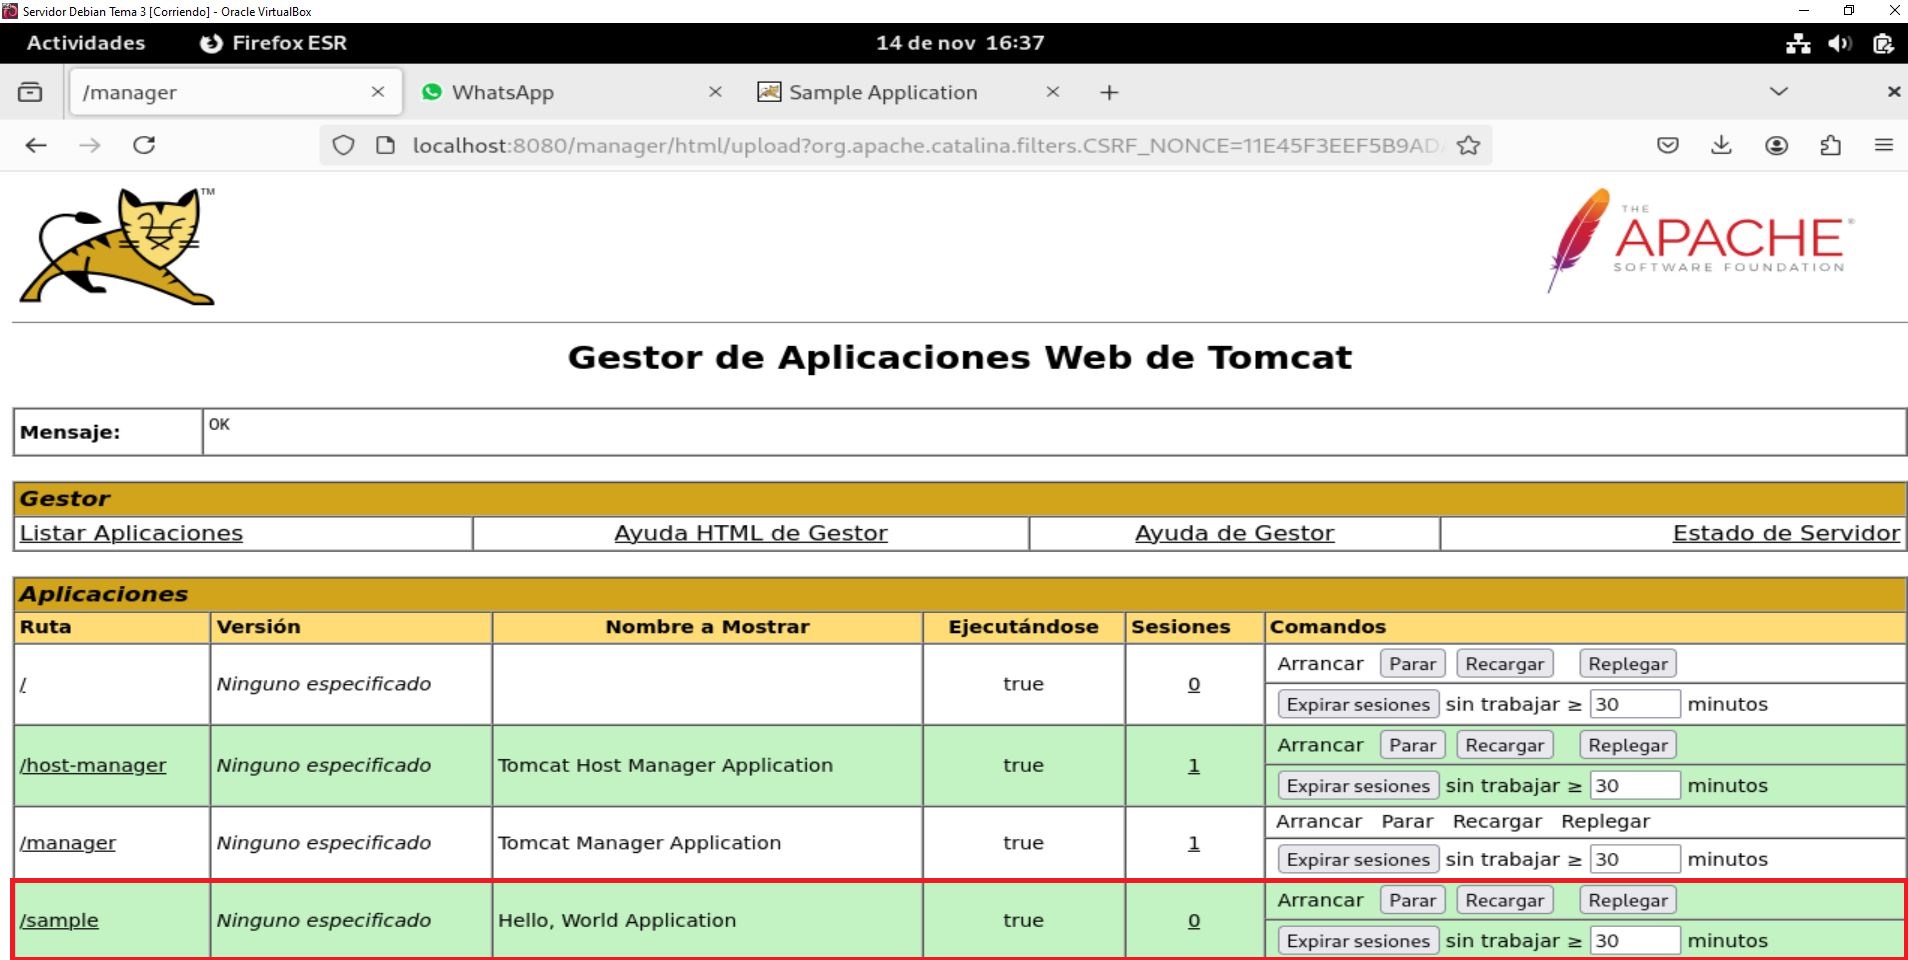 Servidor Debian Tema 3 [Corriendo] - Oracle VirtualBox
Actividades Firefox ESR 14 de nov 16:37
/manager WhatsApp Sample Application
localhost:8080/manager/html/upload?org.apache.catalina.filters.CSRF_NONCE=11E45F3EEF5B9AD
TM
THE
APACHE®
SOFTWARE FOUNDATION
Gestor de Aplicaciones Web de Tomcat
Mensaje: OK
Gestor
Listar Aplicaciones Ayuda HTML de Gestor Ayuda de Gestor Estado de Servidor
Aplicaciones
Ruta Versión Nombre a Mostrar Ejecutándose Sesiones Comandos
/ Ninguno especificado true 0 Arrancar Parar Recargar Replegar
Expirar sesiones sin trabajar ≥ 30 minutos
/host-manager Ninguno especificado Tomcat Host Manager Application true 1 Arrancar Parar Recargar Replegar
Expirar sesiones sin trabajar ≥ 30 minutos
/manager Ninguno especificado Tomcat Manager Application true 1 Arrancar Parar Recargar Replegar
Expirar sesiones sin trabajar ≥ 30 minutos
/sample Ninguno especificado Hello, World Application true 0 Arrancar Parar Recargar Replegar
Expirar sesiones sin trabajar ≥ 30 minutos